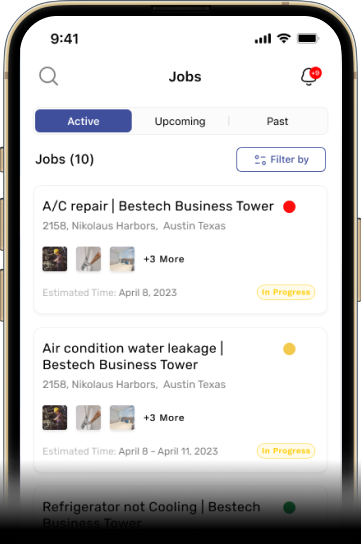 9:41
Jobs
+9
Active Upcoming Past
Jobs (10)
Filter by
A/C repair | Bestech Business Tower
2158, Nikolaus Harbors, Austin Texas
+3 More
Estimated Time: April 8, 2023
In Progress
Air condition water leakage |
Bestech Business Tower
2158, Nikolaus Harbors, Austin Texas
+3 More
Estimated Time: April 8 - April 11, 2023
In Progress
Refrigerator not Cooling | Bestech
Business Tower